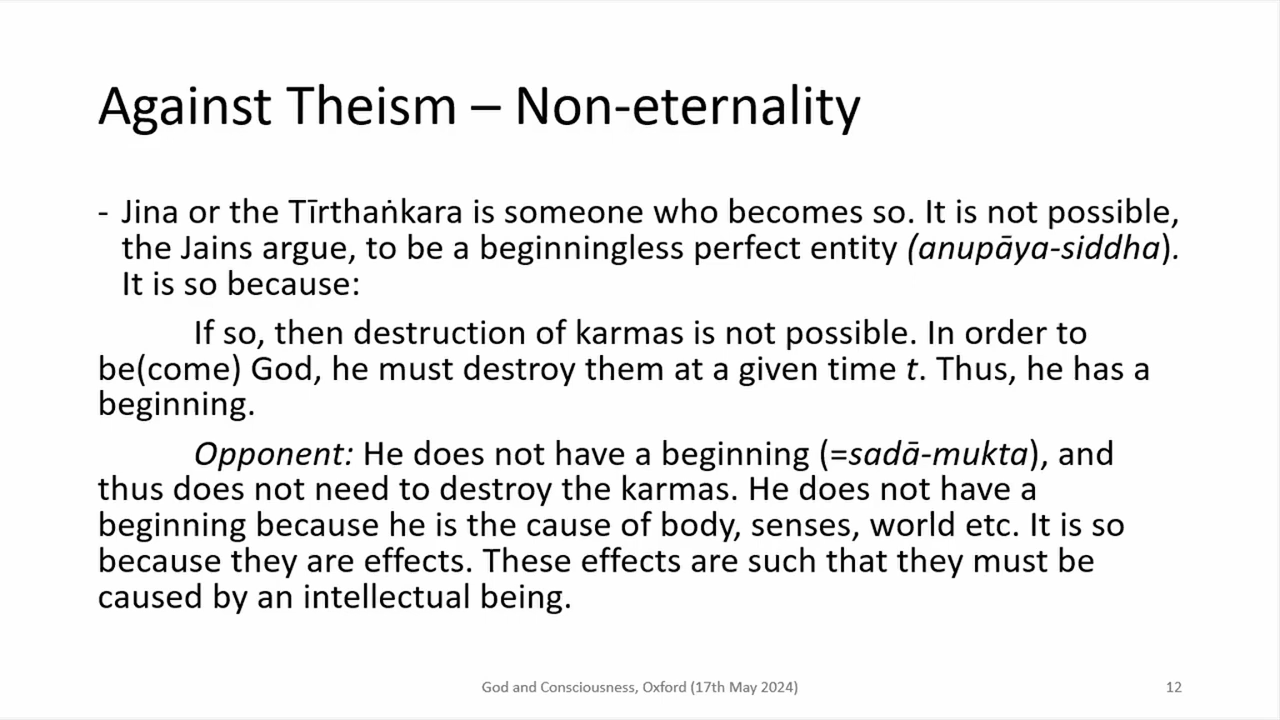 Against Theism – Non-eternality
- Jina or the Tīrthaṅkara is someone who becomes so. It is not possible,
the Jains argue, to be a beginningless perfect entity (anupāya-siddha).
It is so because:
If so, then destruction of karmas is not possible. In order to
be(come) God, he must destroy them at a given time t. Thus, he has a
beginning.
Opponent: He does not have a beginning (=sadā-mukta), and
thus does not need to destroy the karmas. He does not have a
beginning because he is the cause of body, senses, world etc. It is so
because they are effects. These effects are such that they must be
caused by an intellectual being.
God and Consciousness, Oxford (17th May 2024)
12